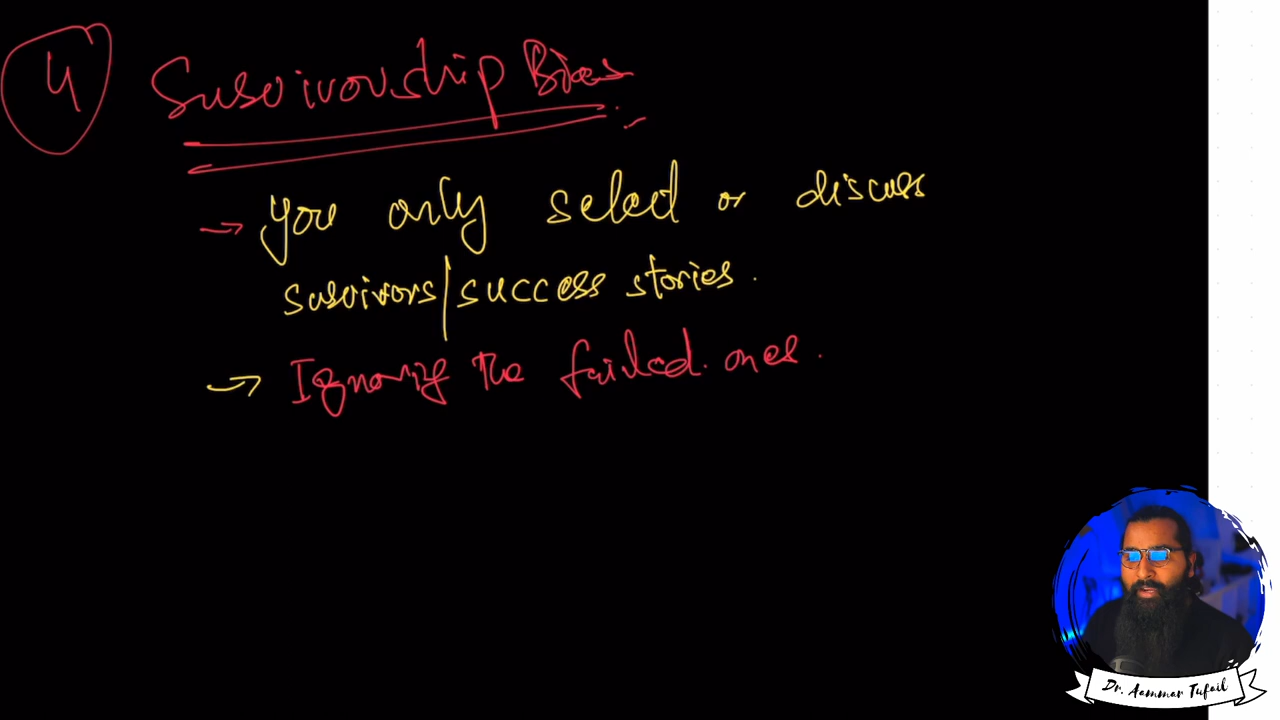 4 Survivorship Bias
→ You only select or discuss
survivors/success stories.
→ Ignoring the failed ones.
Dr. Aammar Tufail